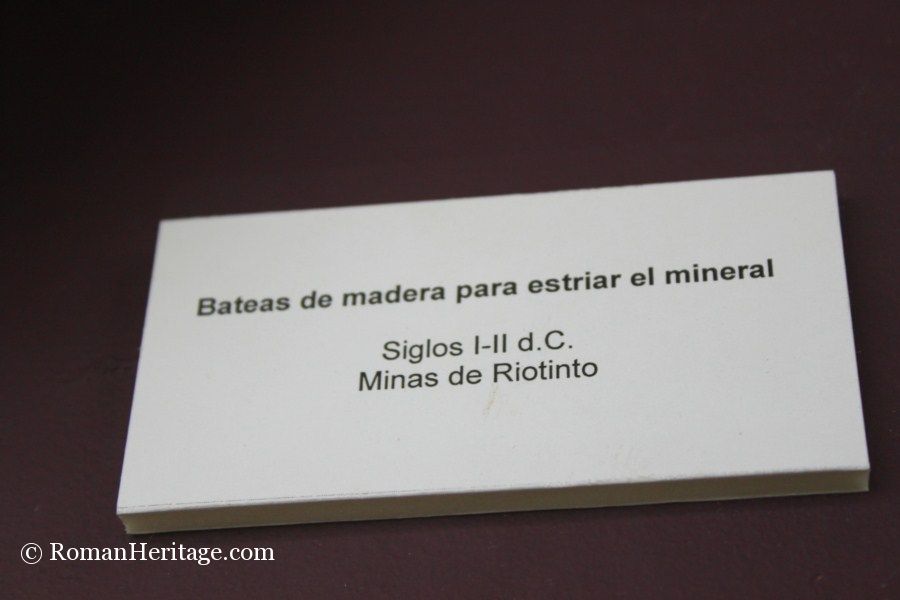 Bateas de madera para estriar el mineral
Siglos I-II d.C.
Minas de Riotinto
© RomanHeritage.com